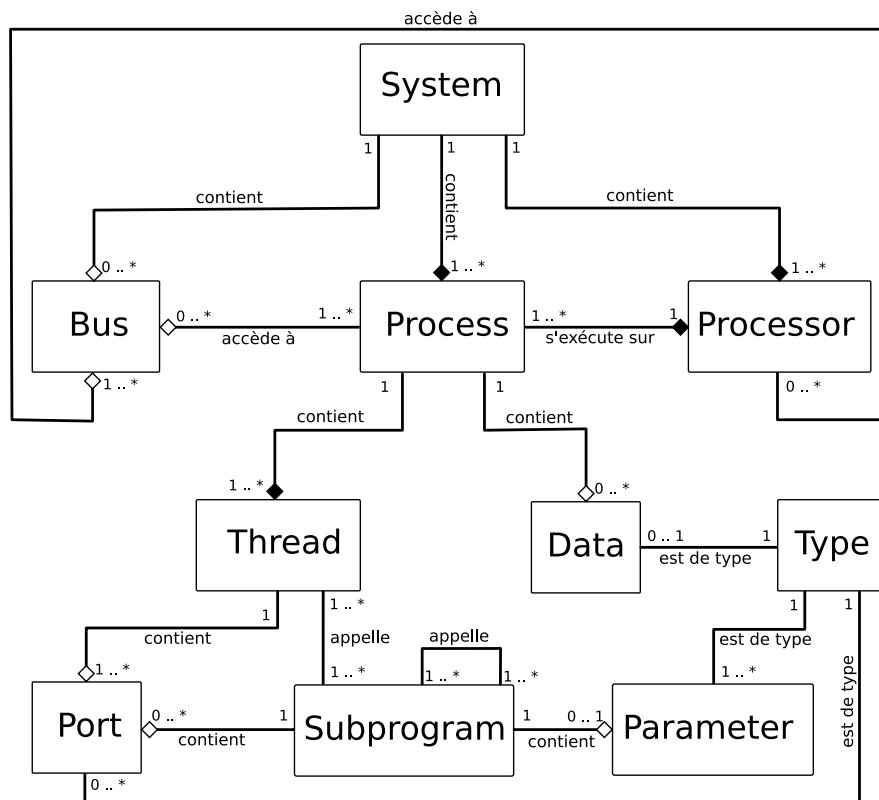 accède à
System
1
1
1
contient
contient
contient
0 .. *
1 .. *
1 .. *
Bus
0 .. *
accède à
1 .. *
Process
1 .. *
s'exécute sur
1
Processor
1 .. *
1
1
0 .. *
contient
contient
1 .. *
0 .. *
Thread
Data
0 .. 1
est de type
1
Type
1
1 .. *
1
1
contient
appelle
appelle
est de type
est de type
1 .. *
1 .. *
1 .. *
1 .. *
1 .. *
Port
0 .. *
contient
1
Subprogram
1
contient
0 .. 1
Parameter
0 .. *